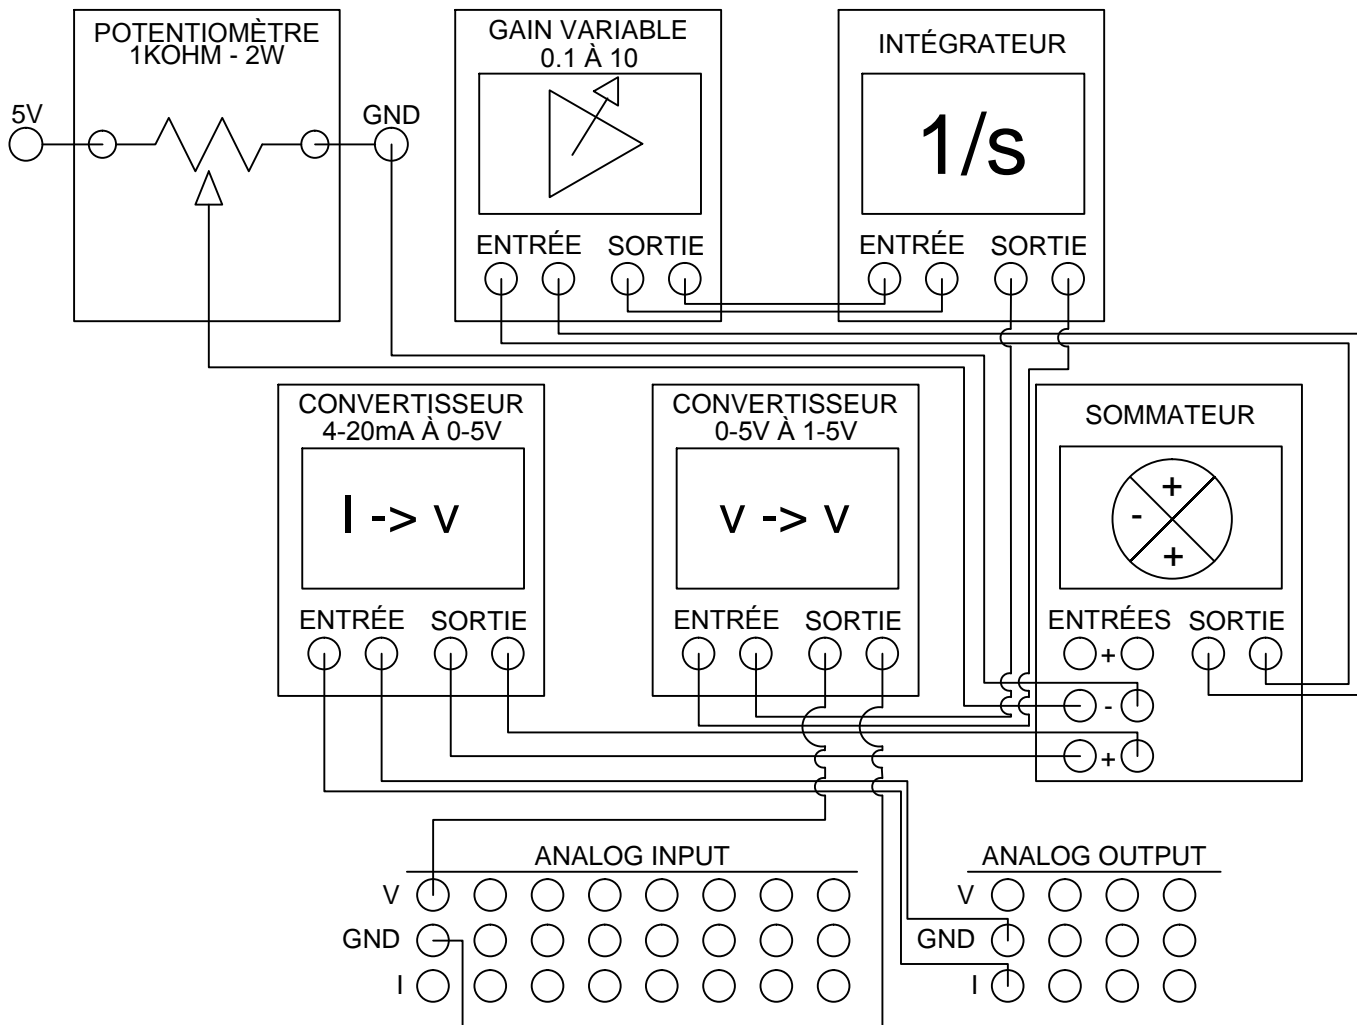 POTENTIOMÈTRE
1KOHM - 2W
5V
GND
GAIN VARIABLE
0.1 À 10
ENTRÉE SORTIE
INTÉGRATEUR
1/s
ENTRÉE SORTIE
CONVERTISSEUR
4-20mA À 0-5V
I -> v
ENTRÉE SORTIE
CONVERTISSEUR
0-5V À 1-5V
v -> v
ENTRÉE SORTIE
SOMMATEUR
+
-
+
ENTRÉES SORTIE
+
-
+
ANALOG INPUT
V
GND
I
ANALOG OUTPUT
V
GND
I